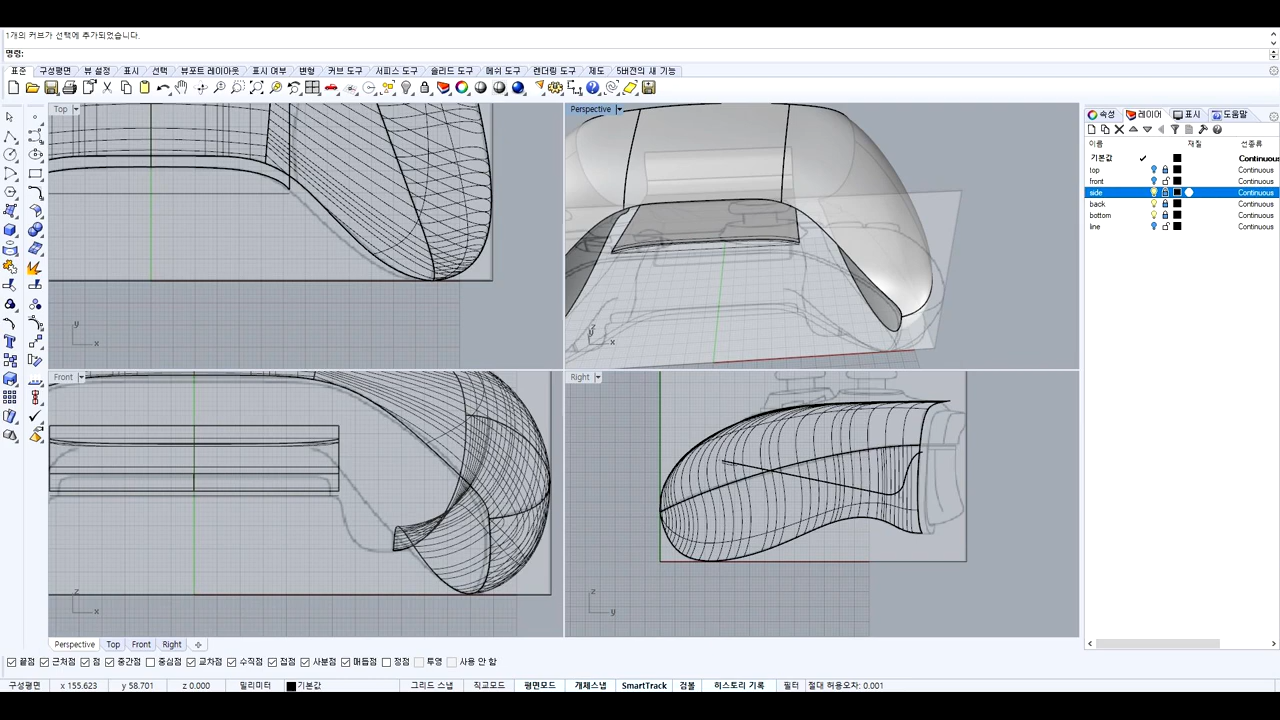 1개의 커브가 선택에 추가되었습니다.
명령:
표준 구성평면 뷰 설정 표시 선택 뷰포트 레이아웃 표시 여부 변형 커브 도구 서피스 도구 솔리드 도구 메쉬 도구 렌더링 도구 제도 5버전의 새 기능
Top
Perspective
속성 레이어 표시 도움말
이름 재질 선종류
기본값 Continuous
top Continuous
front Continuous
side Continuous
back Continuous
bottom Continuous
line Continuous
y x
z y x
Front
Right
z x
z y
Perspective Top Front Right
끝점 근처점 점 중간점 중심점 교차점 수직점 접점 사분점 매듭점 정점 투영 사용 안 함
구성평면 x 155.623 y 58.701 z 0.000 밀리미터 기본값 그리드 스냅 직교모드 평면모드 개체스냅 SmartTrack 검볼 히스토리 기록 필터 절대 허용오차: 0.001